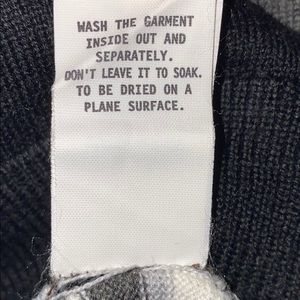 WASH THE GARMENT
INSIDE OUT AND
SEPARATELY.
DON'T LEAVE IT TO SOAK.
TO BE DRIED ON A
PLANE SURFACE.